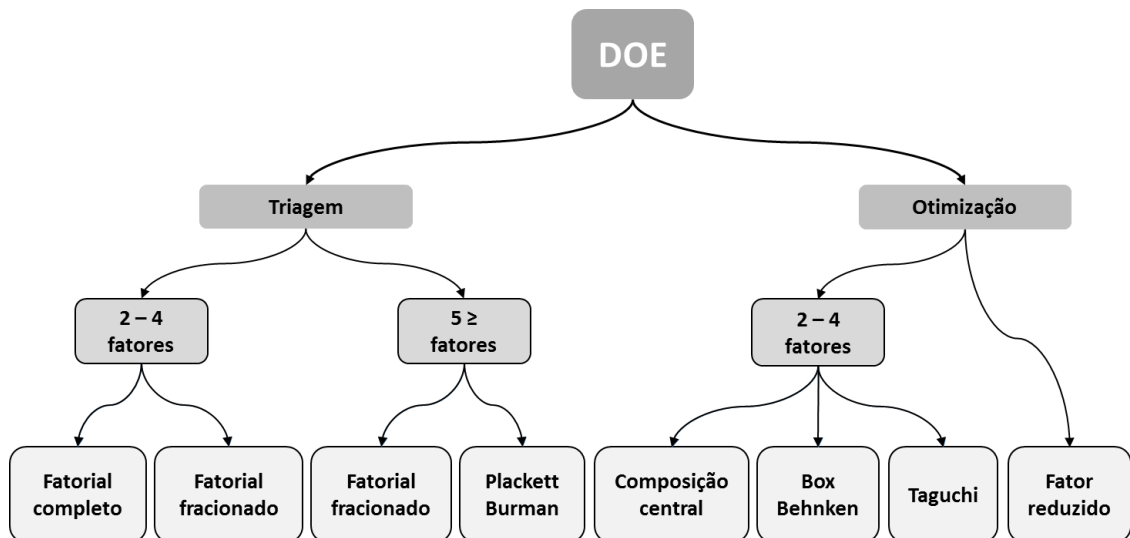 DOE
Triagem
Otimização
2 – 4
fatores
5 ≥
fatores
2 – 4
fatores
Fatorial
completo
Fatorial
fracionado
Fatorial
fracionado
Plackett
Burman
Composição
central
Box
Behnken
Taguchi
Fator
reduzido